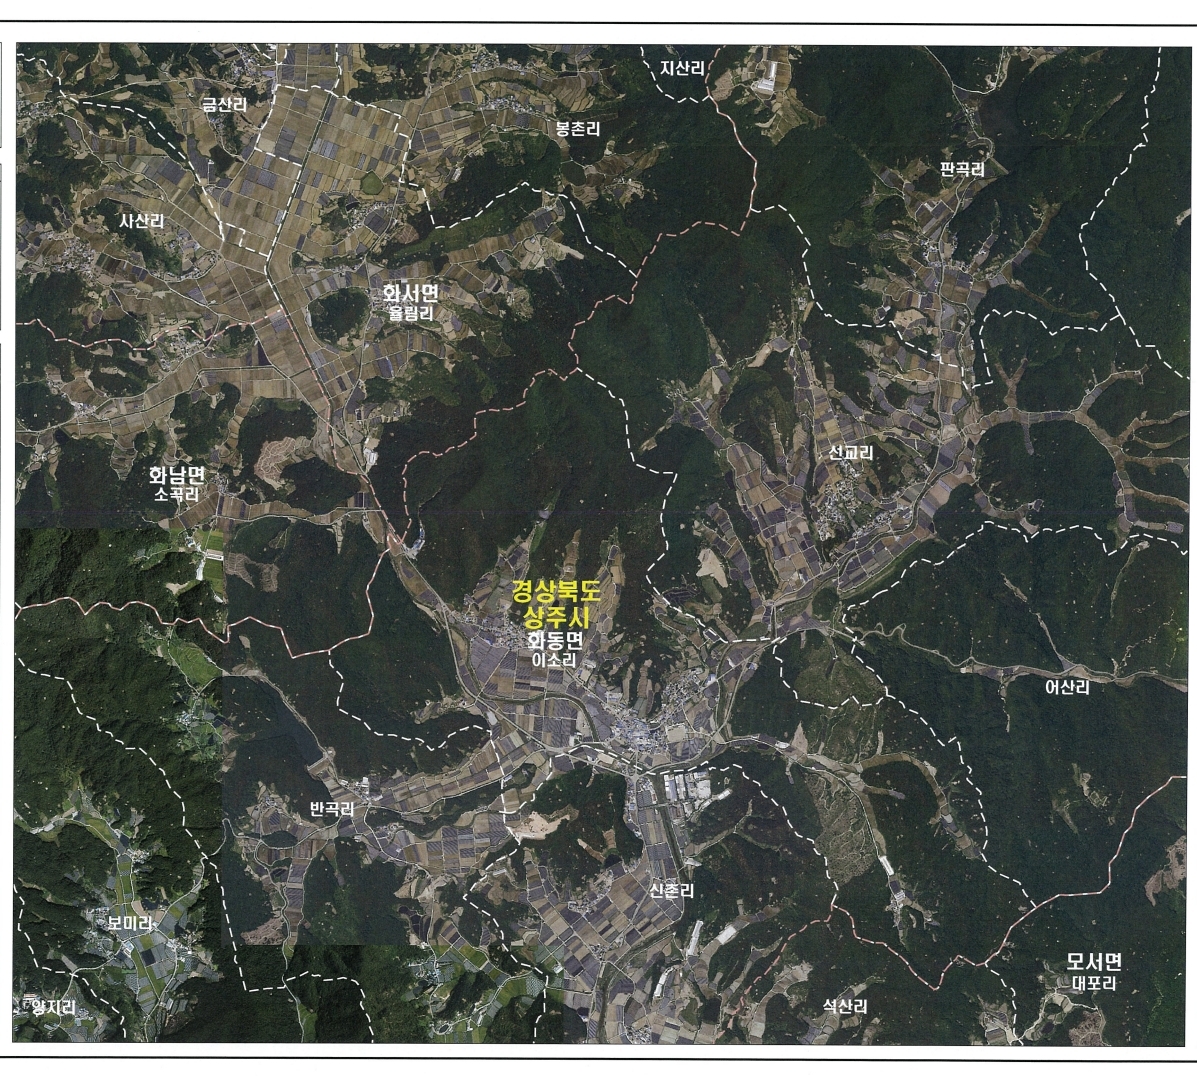 지산리
금산리
봉촌리
판곡리
사산리
화서면
율림리
선교리
화남면
소곡리
경상북도
상주시
화동면
이소리
어산리
반곡리
신촌리
보미리
모서면
대포리
양지리
석산리